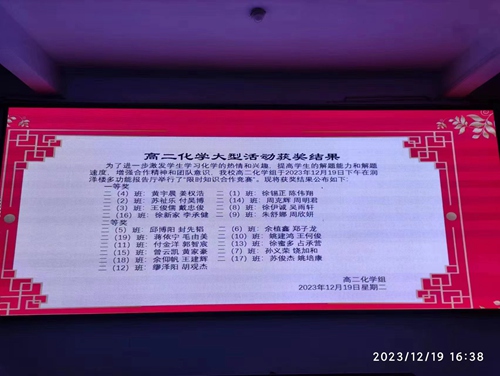 高二化学大型活动获奖结果
为了进一步激发学生学习化学的热情和兴趣，提高学生的解题能力和解题
速度，增强合作精神和团队意识，我校高二化学组于2023年12月19日下午在润
泽楼多功能报告厅举行了“限时知识合作竞赛”。现将获奖结果公布如下：
一等奖
二（4）班：黄宇晨 姜权浩 二（1）班：徐锡正 陈伟翔
二（2）班：苏祉乐 付昊博 二（14）班：周克辉 周明君
二（3）班：王俊儒 戴忠俊 二（8）班：徐伊诚 吴雨轩
二（16）班：徐新家 李承健 二（9）班：朱舒娜 周欣妍
二等奖
二（5）班：邱博阳 封先韬 二（6）班：余植鑫 郑子龙
二（19）班：蒋依宁 毛由美 二（10）班：姚建鸿 王何俊
二（11）班：付金洋 郭智宸 二（13）班：徐蜜多 占承营
二（15）班：曾云凯 黄家豪 二（7）班：孙义荣 饶加和
二（18）班：余仰帆 王建辉 二（17）班：苏俊杰 姚培康
二（12）班：缪泽阳 胡观杰
高二化学组
2023年12月19日星期二
2023/12/19 16:38